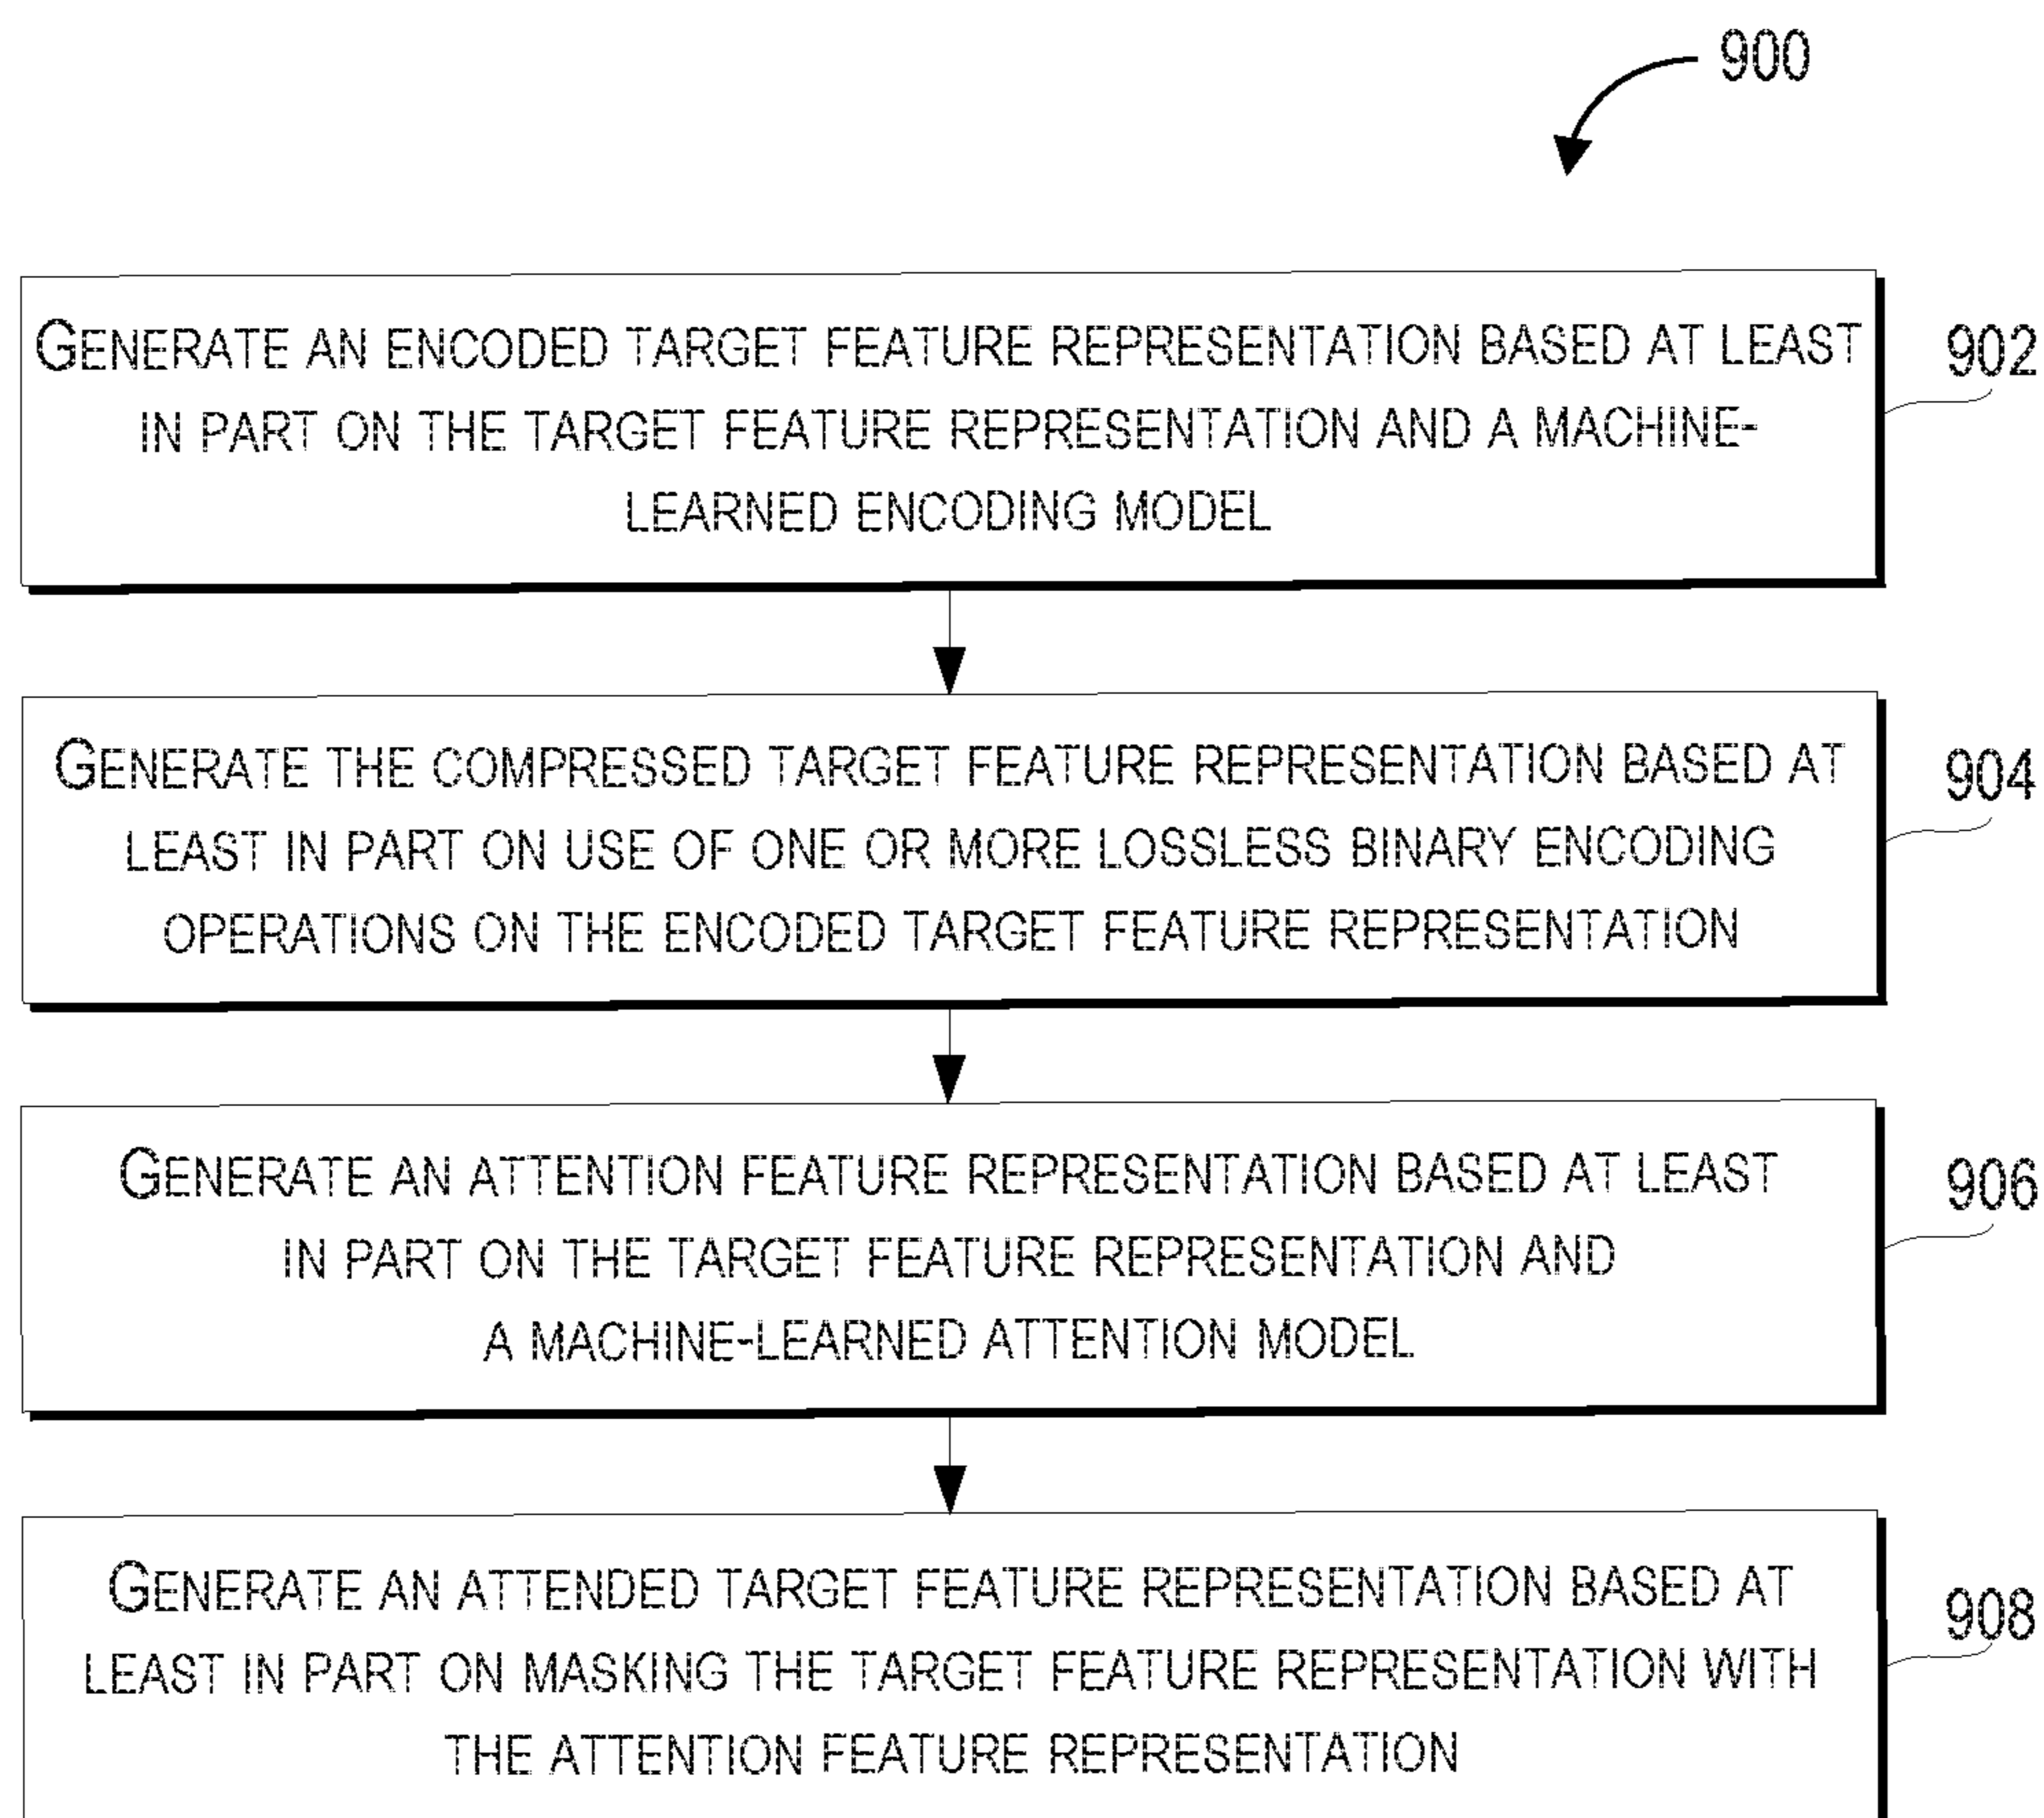 900
GENERATE AN ENCODED TARGET FEATURE REPRESENTATION BASED AT LEAST
IN PART ON THE TARGET FEATURE REPRESENTATION AND A MACHINE-
LEARNED ENCODING MODEL
902
GENERATE THE COMPRESSED TARGET FEATURE REPRESENTATION BASED AT
LEAST IN PART ON USE OF ONE OR MORE LOSSLESS BINARY ENCODING
OPERATIONS ON THE ENCODED TARGET FEATURE REPRESENTATION
904
GENERATE AN ATTENTION FEATURE REPRESENTATION BASED AT LEAST
IN PART ON THE TARGET FEATURE REPRESENTATION AND
A MACHINE-LEARNED ATTENTION MODEL
906
GENERATE AN ATTENDED TARGET FEATURE REPRESENTATION BASED AT
LEAST IN PART ON MASKING THE TARGET FEATURE REPRESENTATION WITH
THE ATTENTION FEATURE REPRESENTATION
908